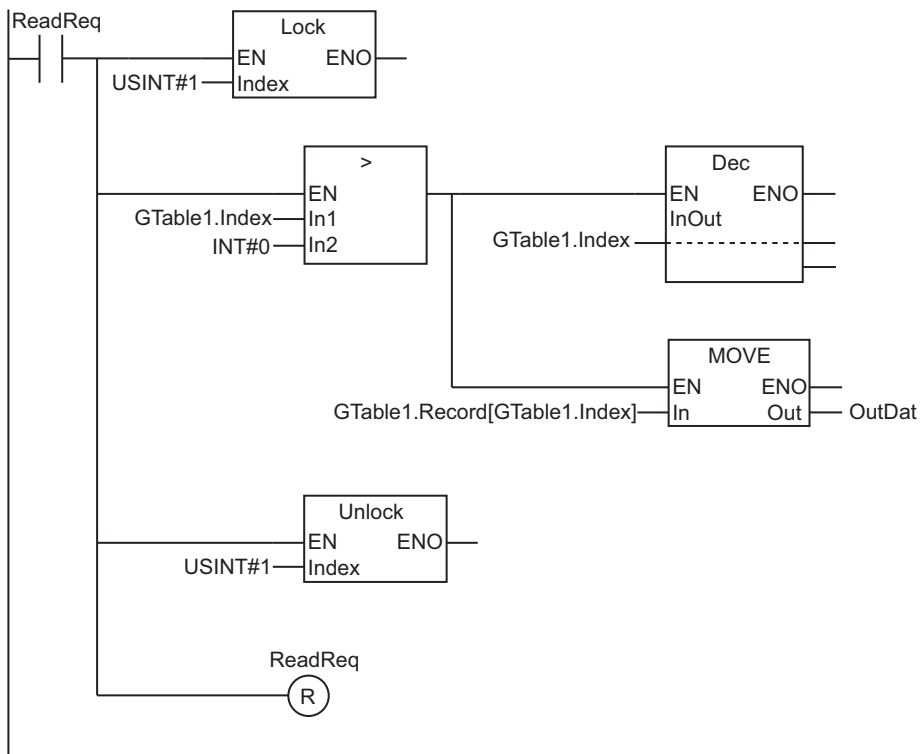 ReadReq
Lock
EN ENO
USINT#1 Index
>
EN
GTable1.Index In1
INT#0 In2
Dec
EN ENO
InOut
GTable1.Index
MOVE
EN ENO
GTable1.Record[GTable1.Index] In Out OutDat
Unlock
EN ENO
USINT#1 Index
ReadReq
R